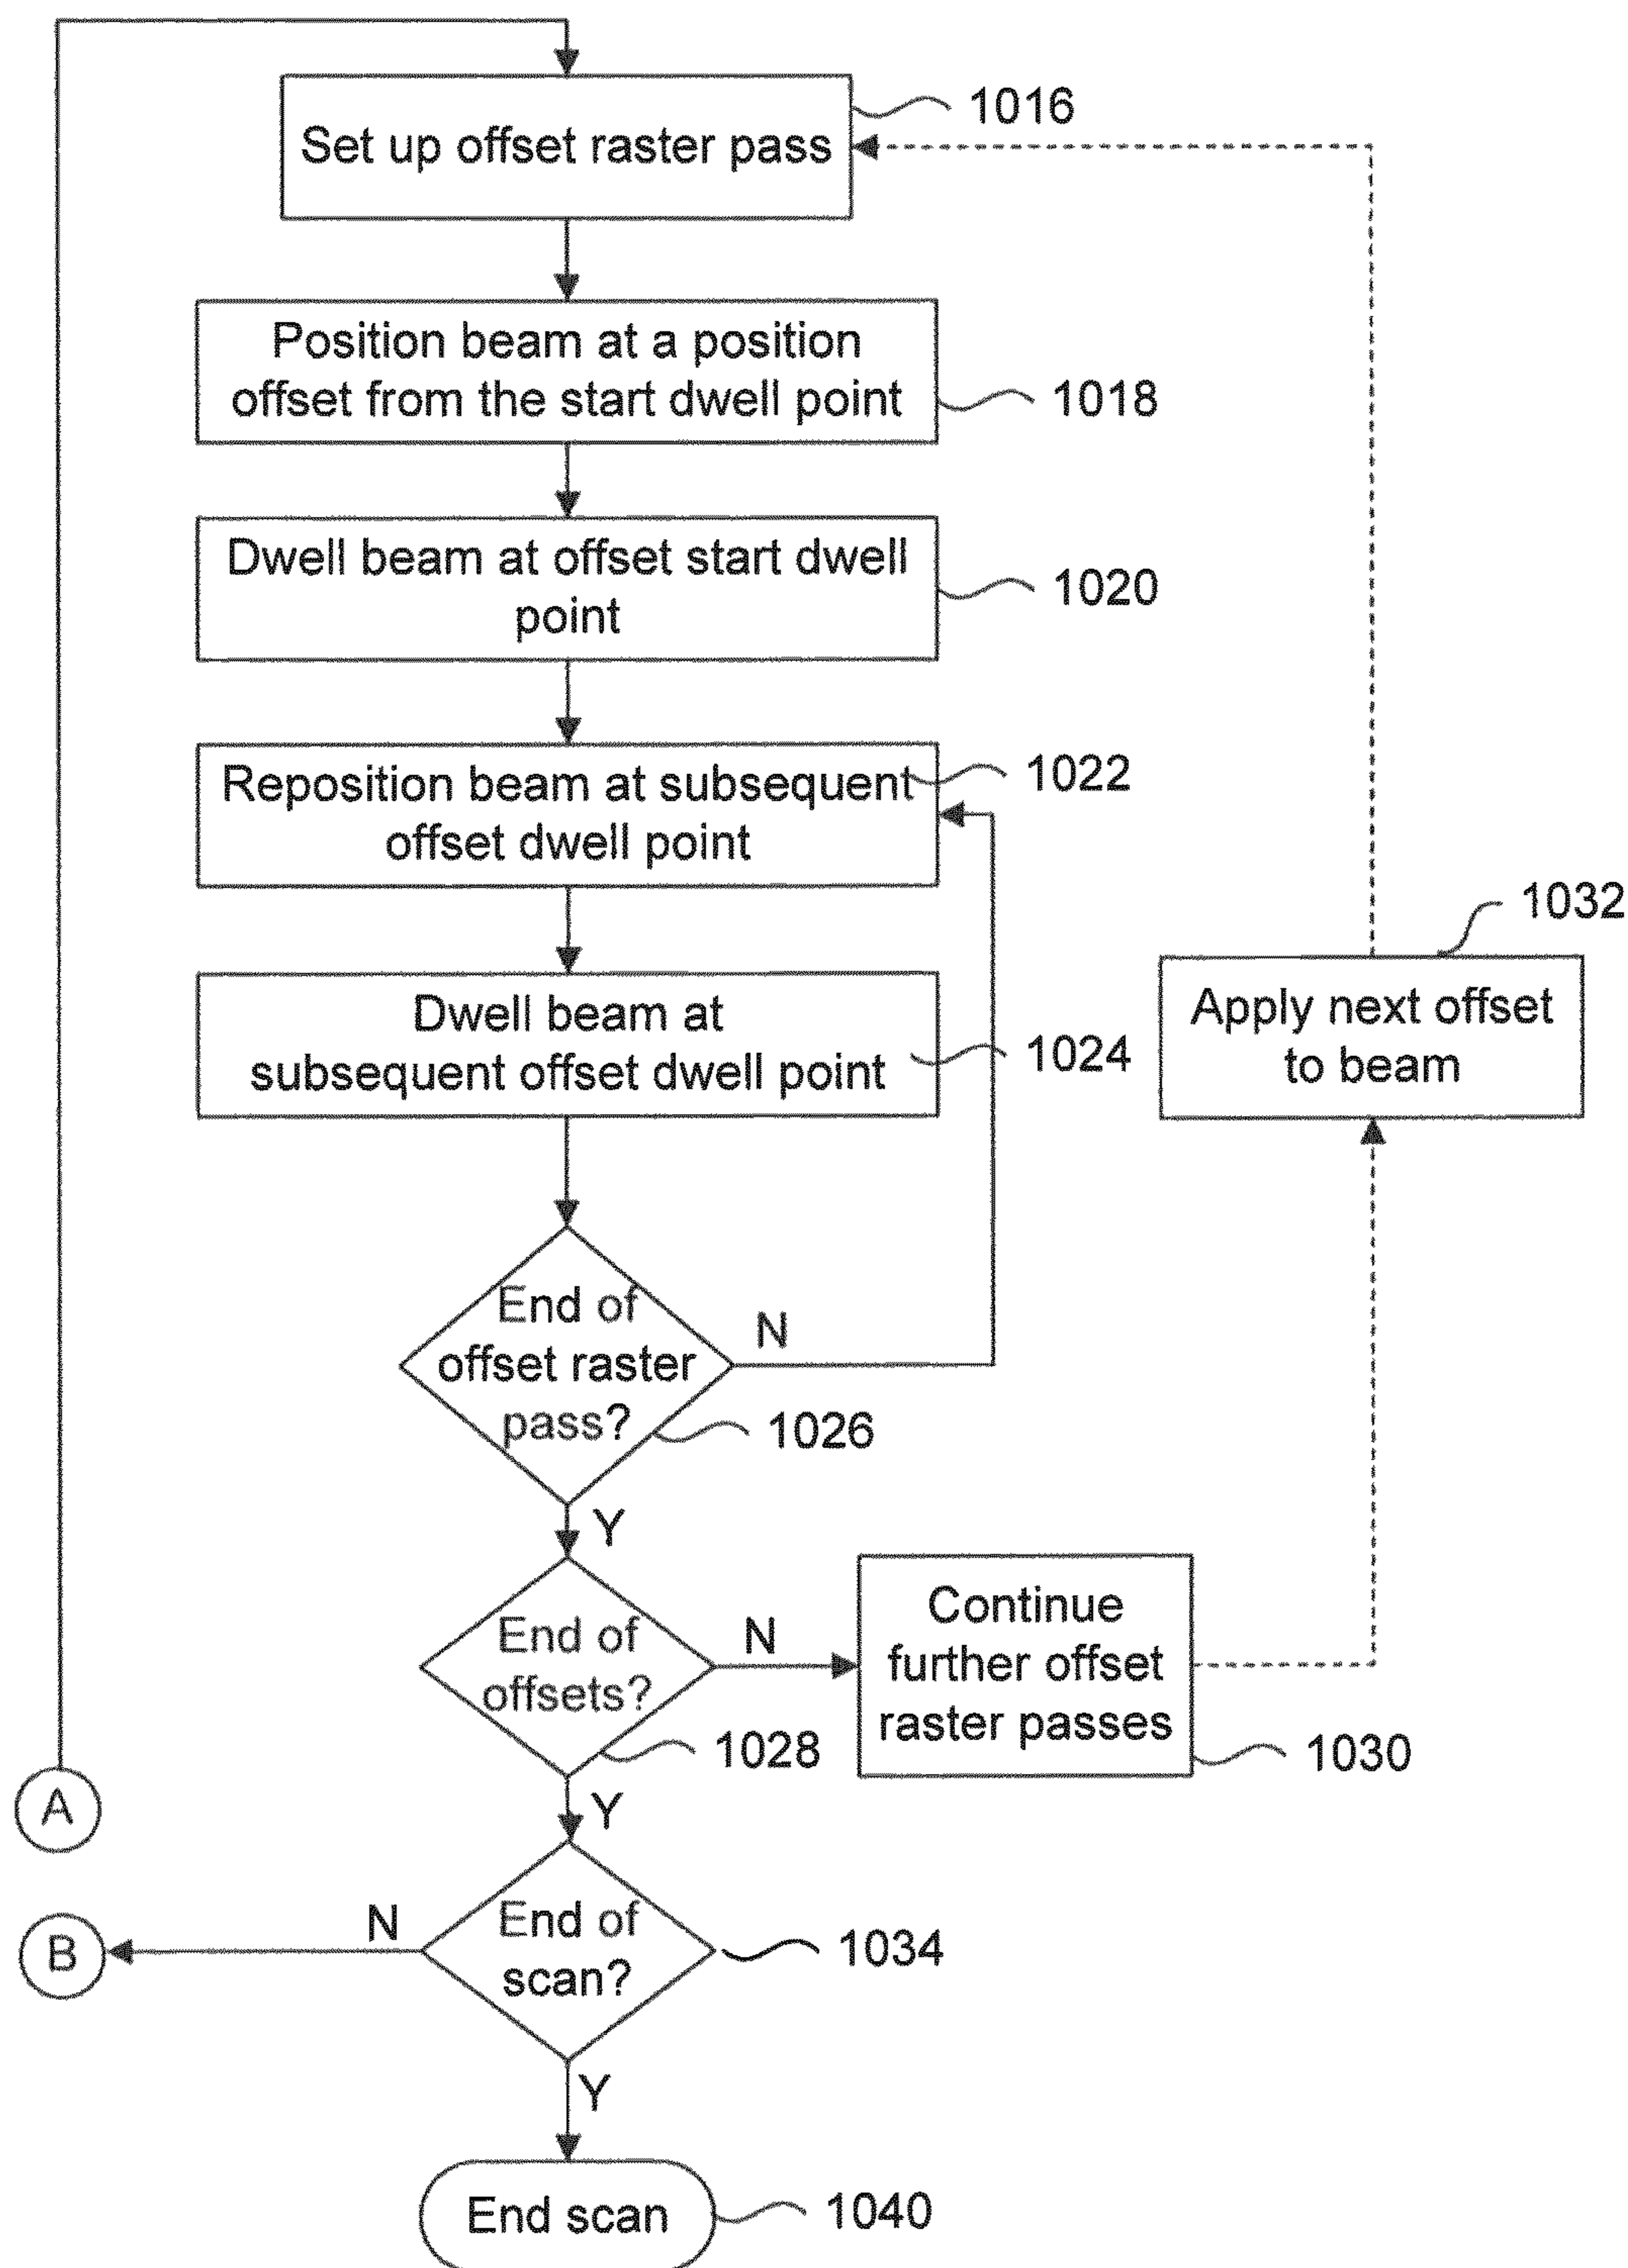 Set up offset raster pass
1016
Position beam at a position
offset from the start dwell point
1018
Dwell beam at offset start dwell
point
1020
Reposition beam at subsequent
offset dwell point
1022
Dwell beam at
subsequent offset dwell point
1024
1032
Apply next offset
to beam
End of
offset raster
pass?
N
1026
Y
End of
offsets?
N
1028
Continue
further offset
raster passes
1030
A
Y
End of
scan?
N
B
1034
Y
End scan
1040